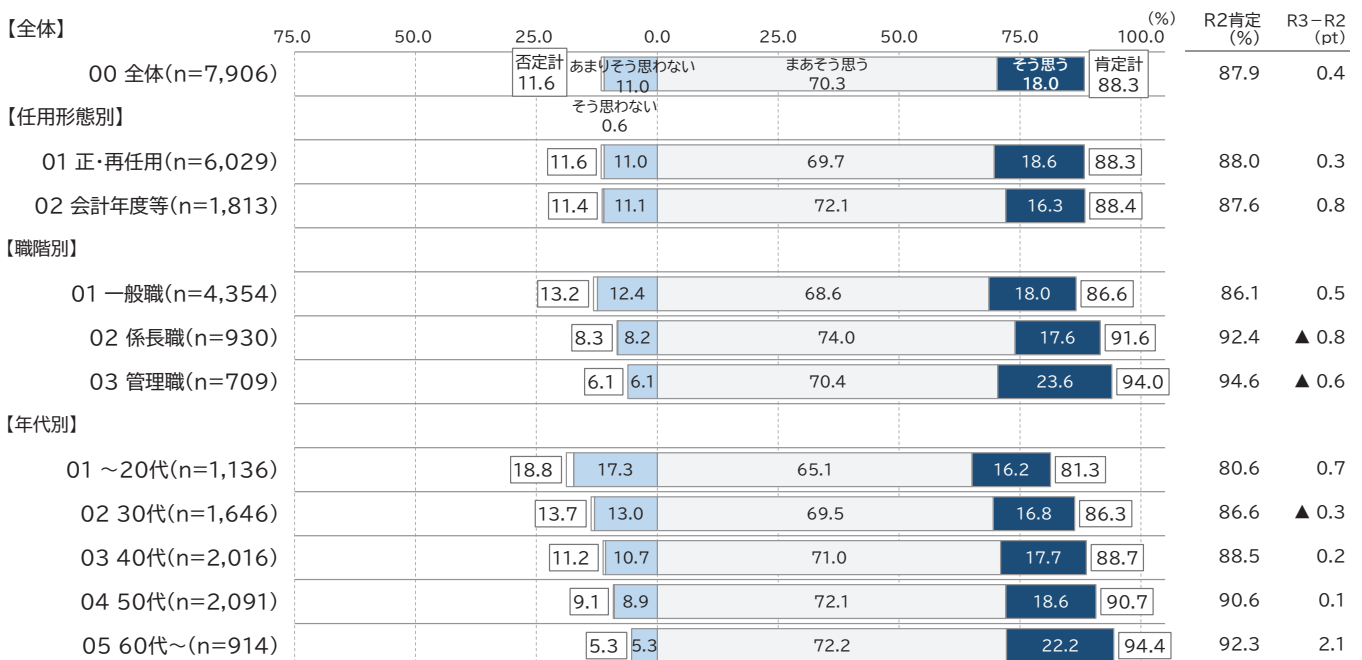 【全体】
75.0 50.0 25.0 0.0 25.0 50.0 75.0 100.0 (%) R2肯定(%) R3−R2(pt)
00 全体(n=7,906) 否定計 11.6 あまりそう思わない 11.0 まあそう思う 70.3 そう思う 18.0 肯定計 88.3 87.9 0.4
そう思わない 0.6
【任用形態別】
01 正・再任用(n=6,029) 11.6 11.0 69.7 18.6 88.3 88.0 0.3
02 会計年度等(n=1,813) 11.4 11.1 72.1 16.3 88.4 87.6 0.8
【職階別】
01 一般職(n=4,354) 13.2 12.4 68.6 18.0 86.6 86.1 0.5
02 係長職(n=930) 8.3 8.2 74.0 17.6 91.6 92.4 ▲ 0.8
03 管理職(n=709) 6.1 6.1 70.4 23.6 94.0 94.6 ▲ 0.6
【年代別】
01 ～20代(n=1,136) 18.8 17.3 65.1 16.2 81.3 80.6 0.7
02 30代(n=1,646) 13.7 13.0 69.5 16.8 86.3 86.6 ▲ 0.3
03 40代(n=2,016) 11.2 10.7 71.0 17.7 88.7 88.5 0.2
04 50代(n=2,091) 9.1 8.9 72.1 18.6 90.7 90.6 0.1
05 60代～(n=914) 5.3 5.3 72.2 22.2 94.4 92.3 2.1